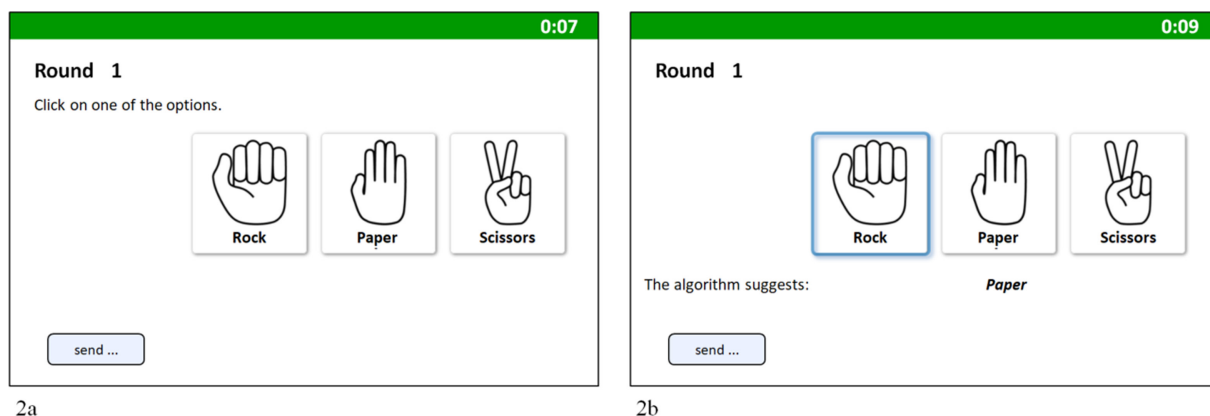 0:07
Round 1
Click on one of the options.
Rock Paper Scissors
send ...
2a
0:09
Round 1
Rock Paper Scissors
The algorithm suggests: Paper
send ...
2b